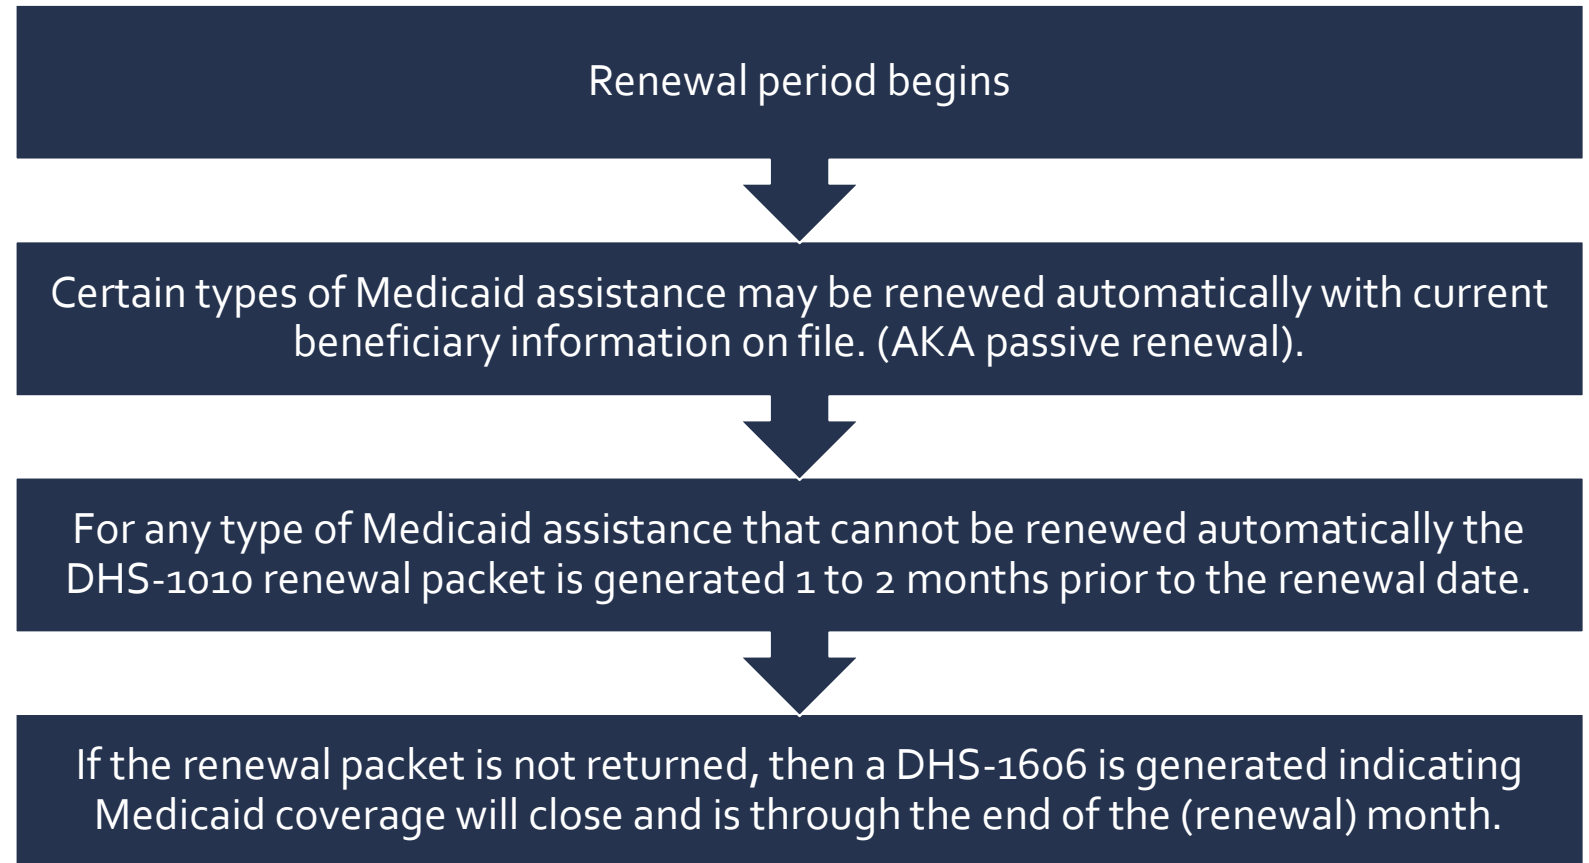 Renewal period begins
Certain types of Medicaid assistance may be renewed automatically with current
beneficiary information on file. (AKA passive renewal).
For any type of Medicaid assistance that cannot be renewed automatically the
DHS-1010 renewal packet is generated 1 to 2 months prior to the renewal date.
If the renewal packet is not returned, then a DHS-1606 is generated indicating
Medicaid coverage will close and is through the end of the (renewal) month.